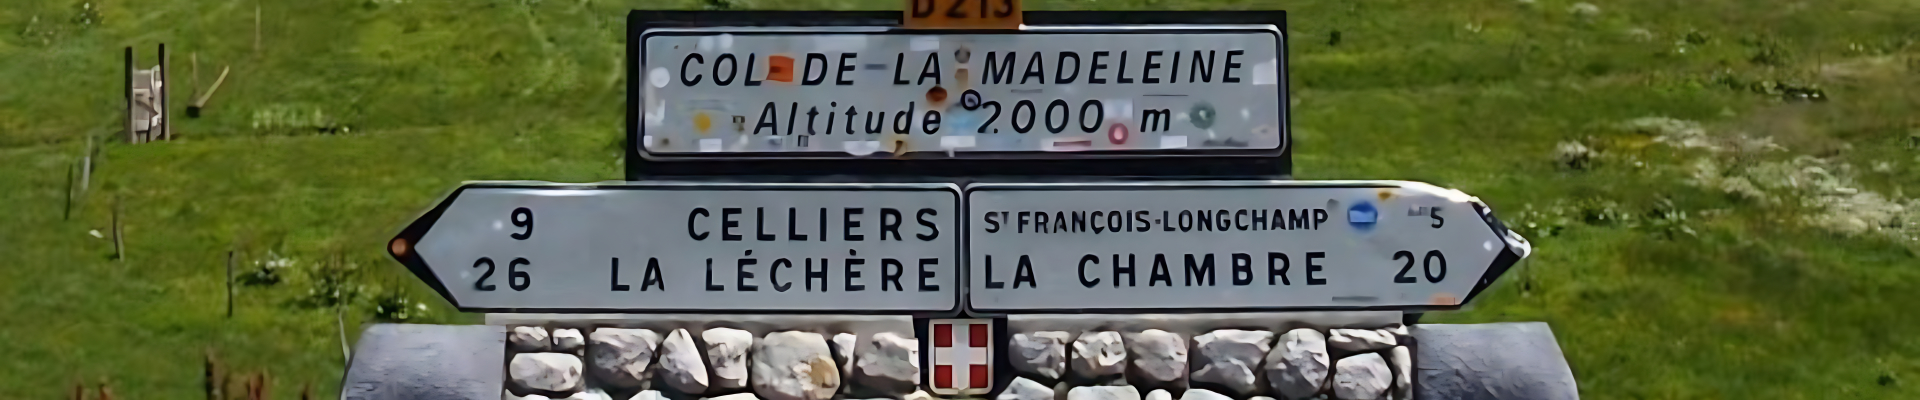 D213
COL DE LA MADELEINE
Altitude 2000 m
9 CELLIERS
26 LA LÉCHÈRE
ST FRANÇOIS-LONGCHAMP 5
LA CHAMBRE 20